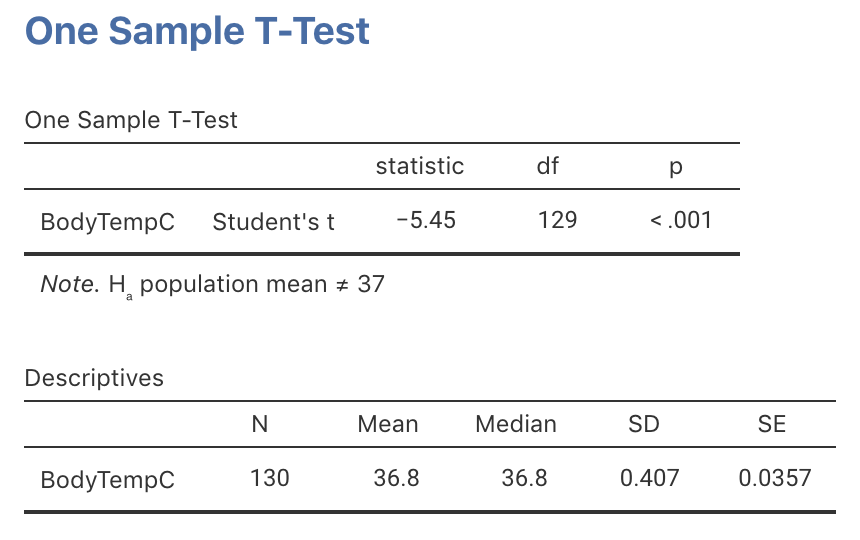 One Sample T-Test
One Sample T-Test
statistic df p
BodyTempC Student's t −5.45 129 < .001
Note. Hₐ population mean ≠ 37
Descriptives
N Mean Median SD SE
BodyTempC 130 36.8 36.8 0.407 0.0357